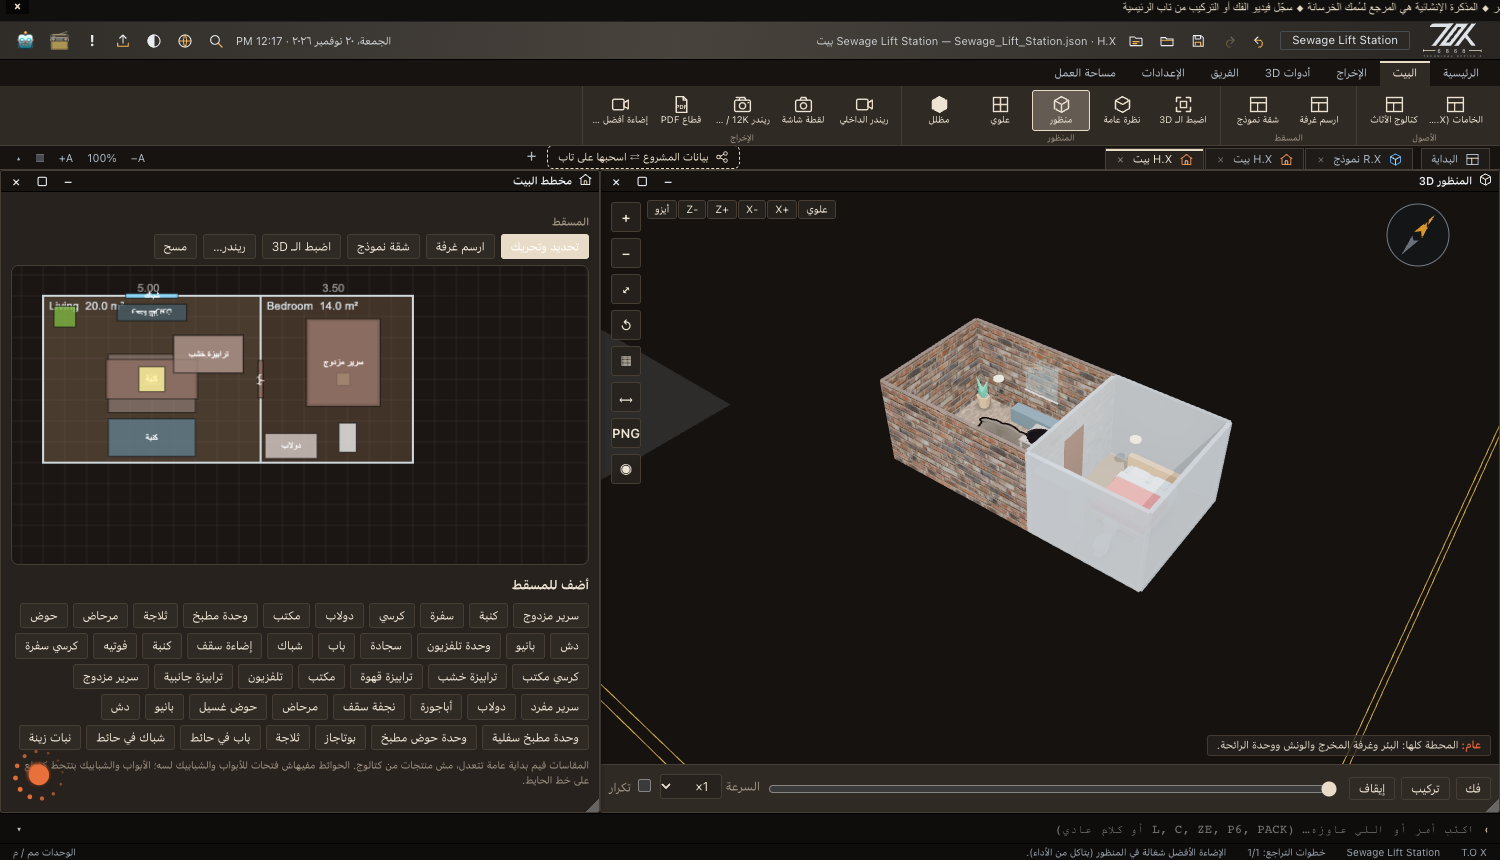 المذكرة الإنشائية هي المرجع لسُمك الخرسانة ◆ سجّل فيديو الفك أو التركيب من تاب الرئيسية
Sewage Lift Station
بيت Sewage Lift Station — Sewage_Lift_Station.json · H.X
الجمعة، ٢٠ نوفمبر ٢٠٢٦ · 12:17 PM
الرئيسية
البيت
الإخراج
أدوات 3D
الفريق
الإعدادات
مساحة العمل
الخامات (X....
كتالوج الأثاث
الأصول
ارسم غرفة
شقة نموذج
المسقط
اضبط الـ 3D
نظرة عامة
منظور
علوي
مظلل
المنظور
ريندر الداخلي
لقطة شاشة
ريندر 12K / ...
قطاع PDF
إضاءة أفضل ...
الإخراج
البداية
R.X نموذج ×
H.X بيت ×
H.X بيت ×
بيانات المشروع ⇄ اسحبها على تاب
+
A− 100% A+
المنظور 3D
علوي X+ X- Z+ Z- أيزو
PNG
عام: المحطة كلها: البئر وغرفة المخرج والونش ووحدة الرائحة.
فك تركيب إيقاف
السرعة ×1 تكرار
مخطط البيت
المسقط
تحديد وتحريك ارسم غرفة شقة نموذج اضبط الـ 3D ريندر... مسح
5.00 3.50
شباك
Living 20.0 Bedroom 14.0 m²
وحدة تلفزيون
ترابيزة خشب
سرير مزدوج
كنبة
كنبة
دولاب
أضف للمسقط
سرير مزدوج كنبة سفرة كرسي دولاب مكتب وحدة مطبخ ثلاجة مرحاض حوض
دش بانيو وحدة تلفزيون سجادة باب شباك إضاءة سقف كنبة فوتيه كرسي سفرة
كرسي مكتب ترابيزة خشب ترابيزة قهوة مكتب تلفزيون ترابيزة جانبية سرير مزدوج
سرير مفرد دولاب أباجورة نجفة سقف مرحاض حوض غسيل بانيو دش
وحدة مطبخ سفلية وحدة حوض مطبخ بوتاجاز ثلاجة باب في حائط شباك في حائط نبات زينة
المقاسات قيم بداية عامة تتعدل، مش منتجات من كتالوج. الحوائط مفيهاش فتحات للأبواب والشبابيك لسه؛ الأبواب والشبابيك بتتحط
على خط الحايط.
اكتب أمر أو اللي عاوزه… (L, C, ZE, P6, PACK أو كلام عادي)
T.O X
Sewage Lift Station
خطوات التراجع: 1/1
الإضاءة الأفضل شغالة في المنظور (بتاكل من الأداء).
الوحدات مم / م